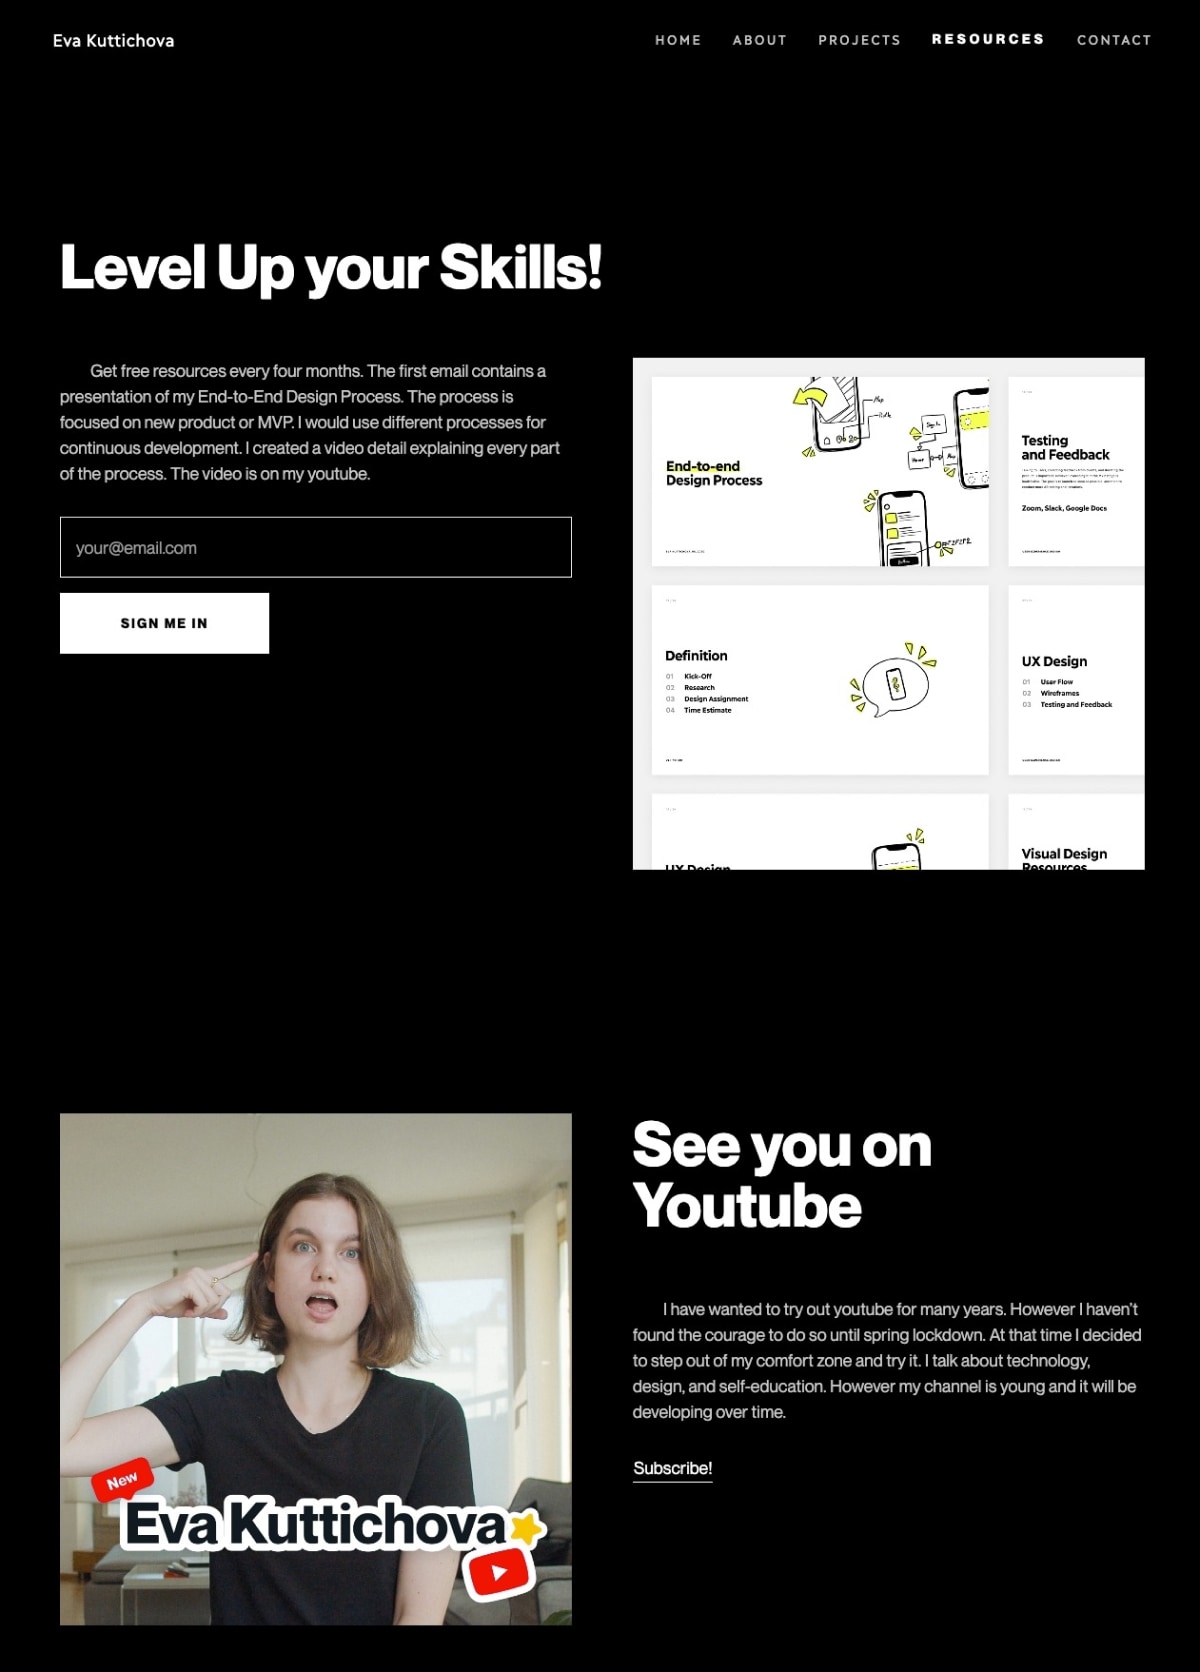 Eva Kuttichova
HOME
ABOUT
PROJECTS
RESOURCES
CONTACT
Level Up your Skills!
Get free resources every four months. The first email contains a
presentation of my End-to-End Design Process. The process is
focused on new product or MVP. I would use different processes for
continuous development. I created a video detail explaining every part
of the process. The video is on my youtube.
your@email.com
SIGN ME IN
End-to-end
Design Process
Sign In
Testing
and Feedback
Zoom, Slack, Google Docs
Definition
01 Kick-Off
02 Research
03 Design Assignment
04 Time Estimate
UX Design
01 User Flow
02 Wireframes
03 Testing and Feedback
UX Design
Visual Design
Resources
See you on
Youtube
I have wanted to try out youtube for many years. However I haven't
found the courage to do so until spring lockdown. At that time I decided
to step out of my comfort zone and try it. I talk about technology,
design, and self-education. However my channel is young and it will be
developing over time.
Subscribe!
New
Eva Kuttichova